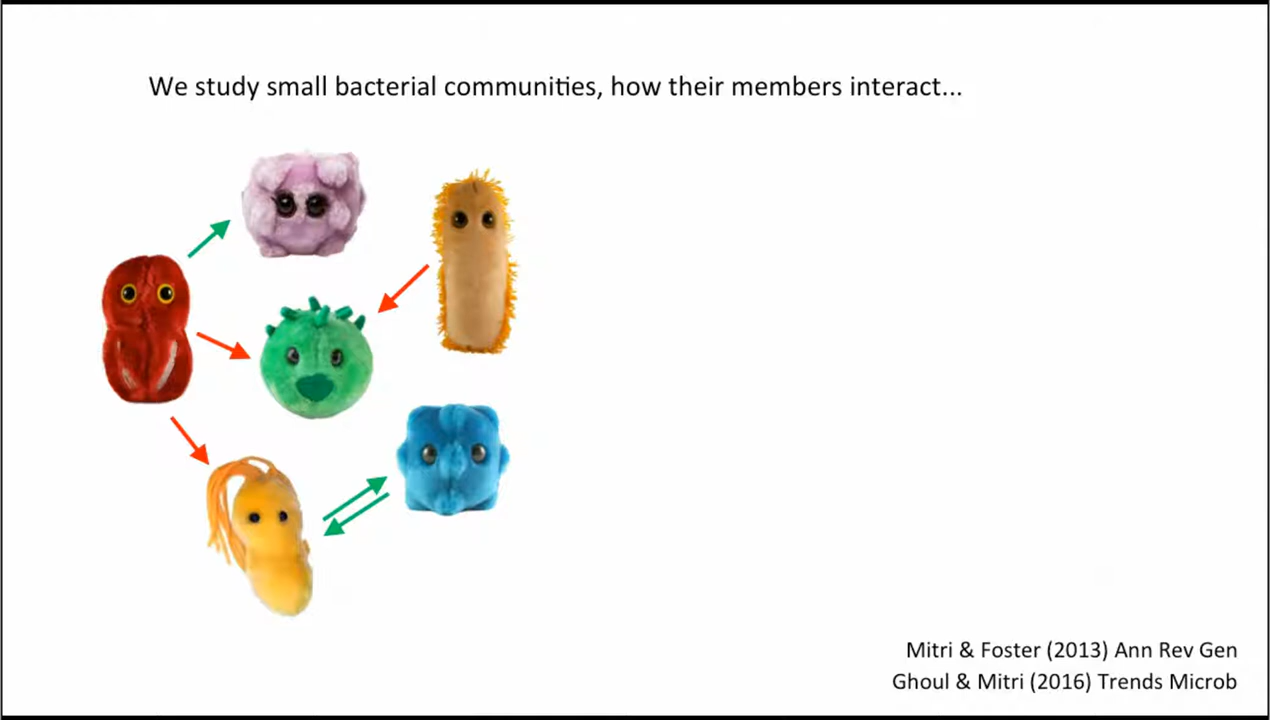 We study small bacterial communities, how their members interact...
Mitri & Foster (2013) Ann Rev Gen
Ghoul & Mitri (2016) Trends Microb